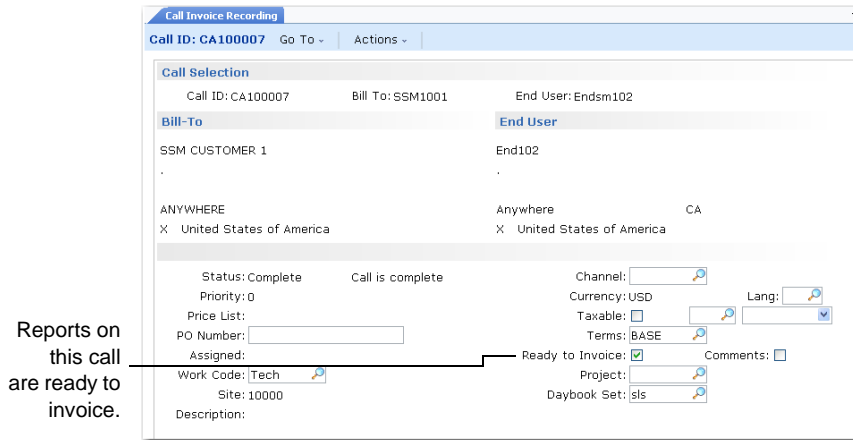 Call Invoice Recording
Call ID: CA100007 Go To Actions
Call Selection
Call ID: CA100007 Bill To: SSM1001 End User: Endsm102
Bill-To End User
SSM CUSTOMER 1 End102
. .
ANYWHERE Anywhere CA
X United States of America X United States of America
Status: Complete Call is complete Channel:
Priority: 0 Currency: USD Lang:
Price List: Taxable:
PO Number: Terms: BASE
Assigned: Ready to Invoice: Comments:
Work Code: Tech Project:
Site: 10000 Daybook Set: sls
Description:
Reports on
this call
are ready to
invoice.